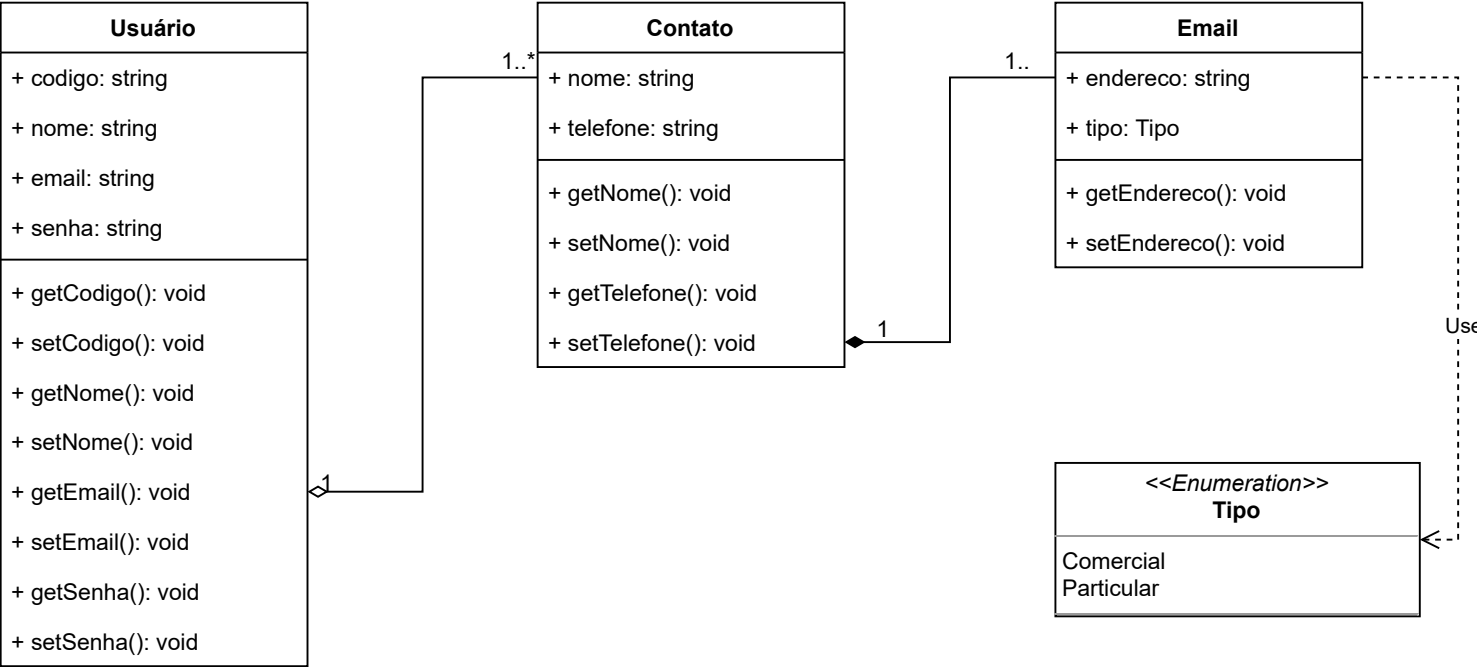 Usuário
+ codigo: string
+ nome: string
+ email: string
+ senha: string
+ getCodigo(): void
+ setCodigo(): void
+ getNome(): void
+ setNome(): void
+ getEmail(): void
+ setEmail(): void
+ getSenha(): void
+ setSenha(): void
1
1..*
Contato
+ nome: string
+ telefone: string
+ getNome(): void
+ setNome(): void
+ getTelefone(): void
+ setTelefone(): void
1
1..
Email
+ endereco: string
+ tipo: Tipo
+ getEndereco(): void
+ setEndereco(): void
Use
<<Enumeration>>
Tipo
Comercial
Particular